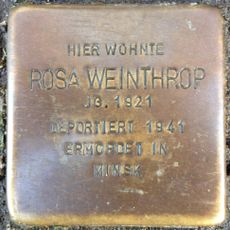 HIER WOHNTE
ROSA WEINTHROP
JG. 1921
DEPORTIERT 1941
ERMORDET IN
MINSK